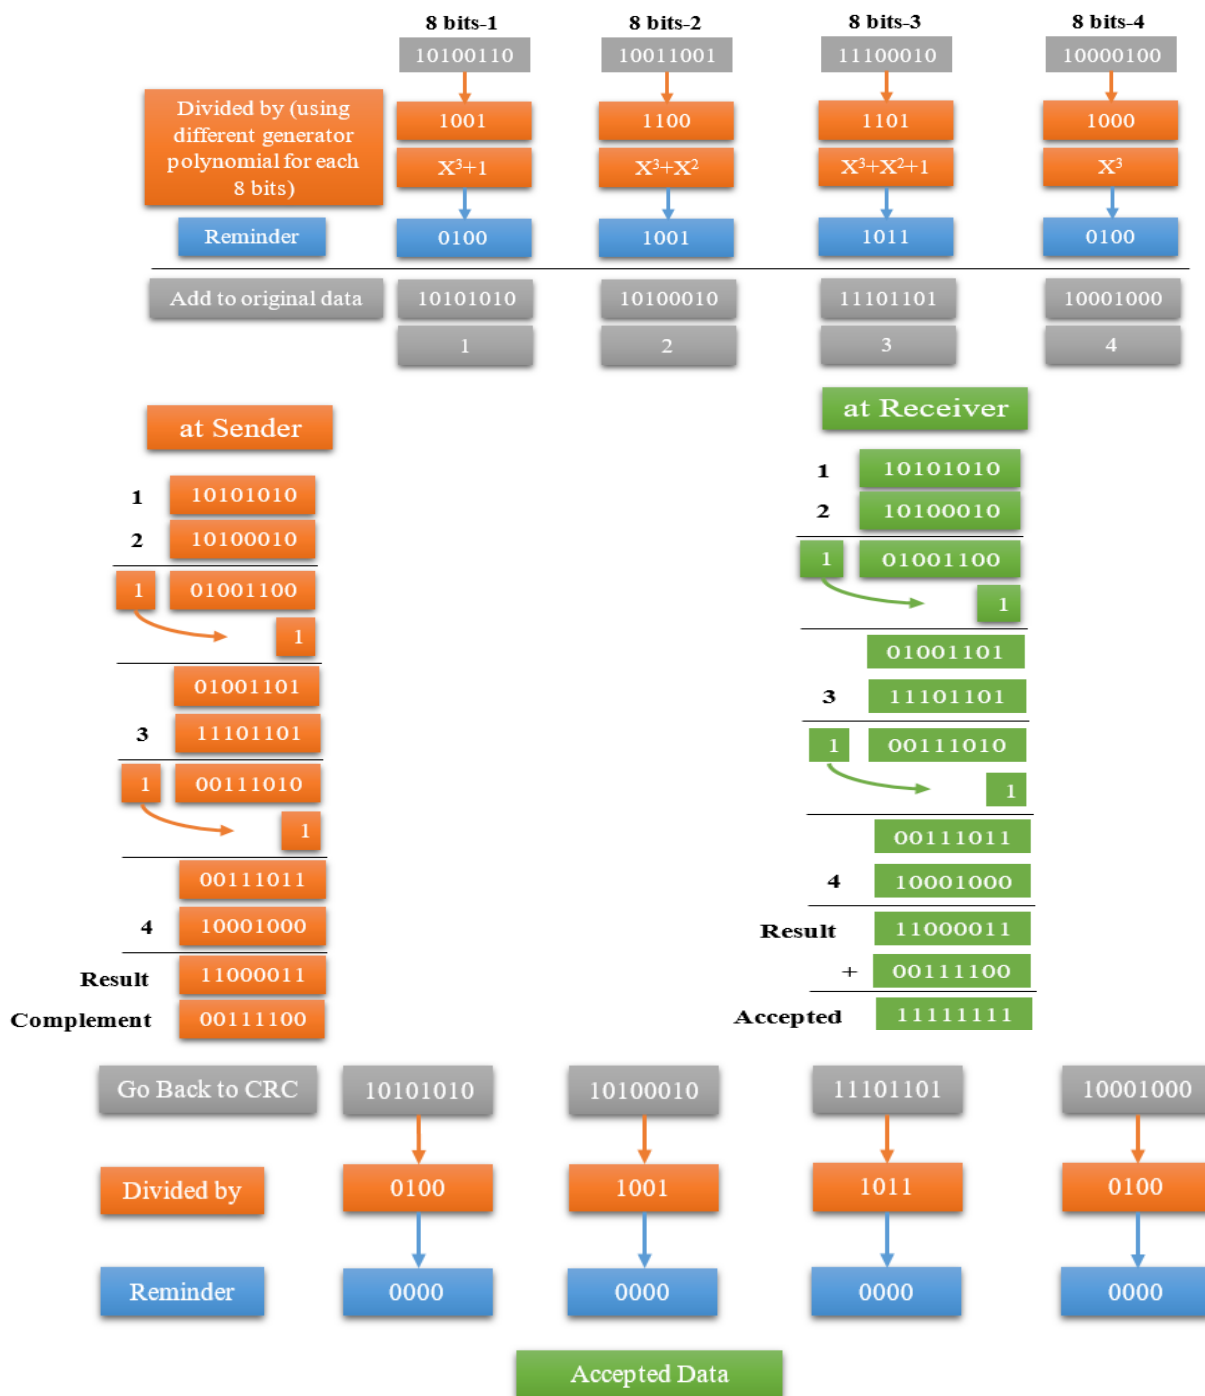 8 bits-1 8 bits-2 8 bits-3 8 bits-4
10100110 10011001 11100010 10000100
Divided by (using
different generator
polynomial for each
8 bits)
1001 1100 1101 1000
X³+1 X³+X² X³+X²+1 X³
Reminder 0100 1001 1011 0100
Add to original data 10101010 10100010 11101101 10001000
1 2 3 4
at Sender
1 10101010
2 10100010
1 01001100
1
01001101
3 11101101
1 00111010
1
00111011
4 10001000
Result 11000011
Complement 00111100
at Receiver
1 10101010
2 10100010
1 01001100
1
01001101
3 11101101
1 00111010
1
00111011
4 10001000
Result 11000011
+ 00111100
Accepted 11111111
Go Back to CRC 10101010 10100010 11101101 10001000
Divided by 0100 1001 1011 0100
Reminder 0000 0000 0000 0000
Accepted Data